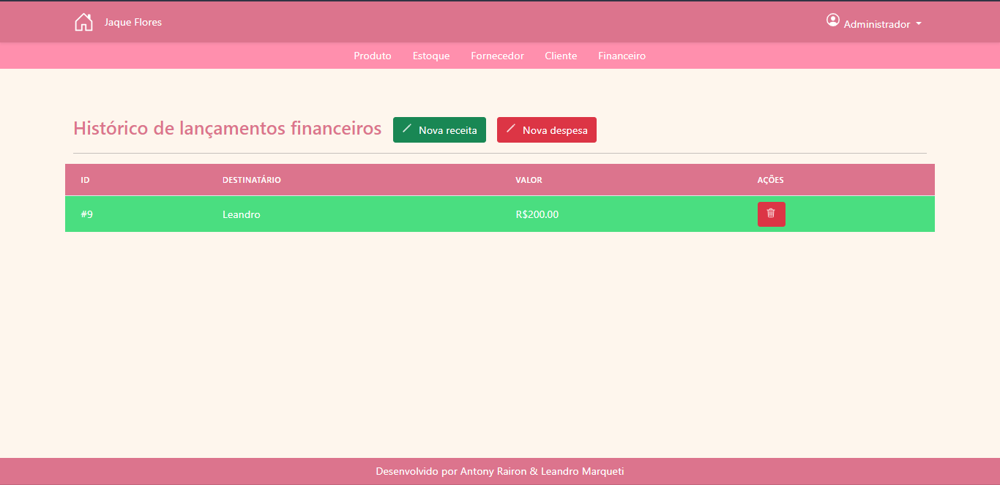 Jaque Flores
Administrador
Produto Estoque Fornecedor Cliente Financeiro
Histórico de lançamentos financeiros Nova receita Nova despesa
ID DESTINATÁRIO VALOR AÇÕES
#9 Leandro R$200.00
Desenvolvido por Antony Rairon & Leandro Marqueti